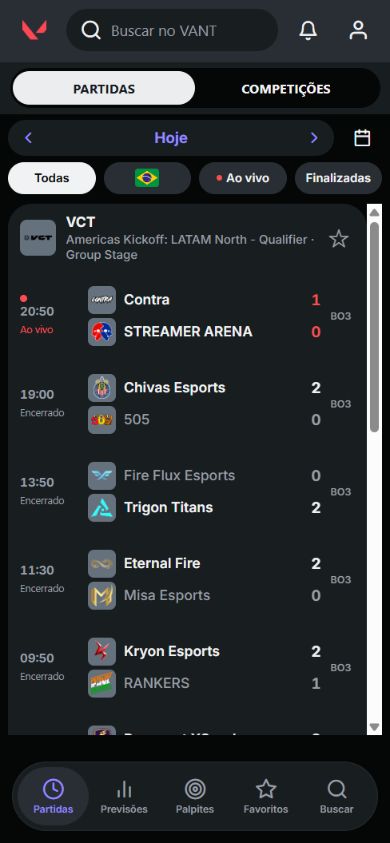 Buscar no VANT
PARTIDAS
COMPETIÇÕES
Hoje
Todas
Ao vivo
Finalizadas
VCT
VCT
Americas Kickoff: LATAM North - Qualifier ·
Group Stage
20:50
Ao vivo
Contra
1
STREAMER ARENA
0
BO3
19:00
Encerrado
Chivas Esports
2
505
0
BO3
13:50
Encerrado
Fire Flux Esports
0
Trigon Titans
2
BO3
11:30
Encerrado
Eternal Fire
2
Misa Esports
0
BO3
09:50
Encerrado
Kryon Esports
2
RANKERS
1
BO3
Partidas
Previsões
Palpites
Favoritos
Buscar